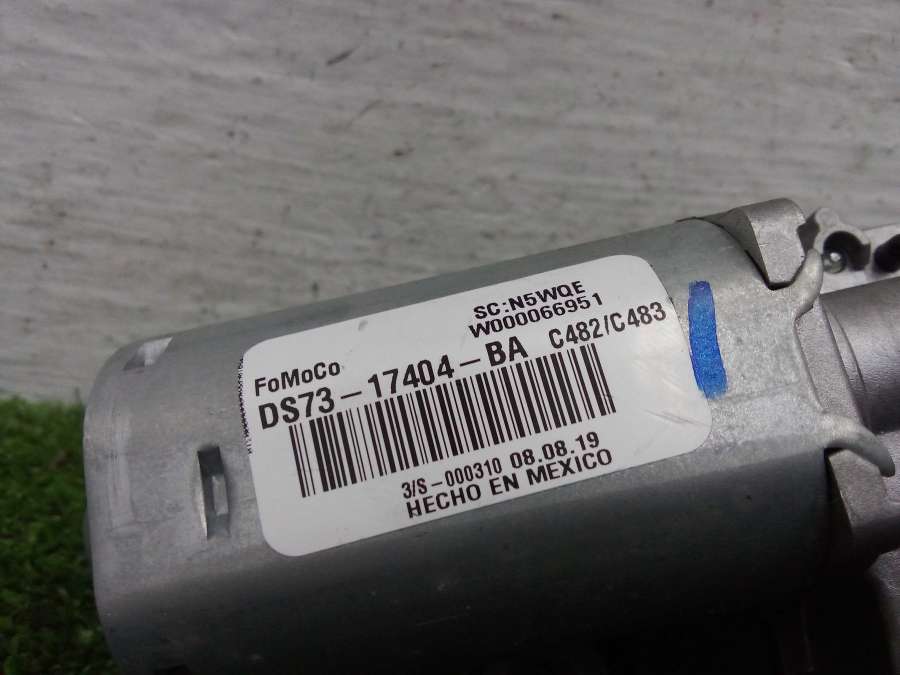 SC:N5WQE
W000066951
FoMoCo
DS73-17404-BA C482/C483
3/S-000310 08.08.19
HECHO EN MEXICO